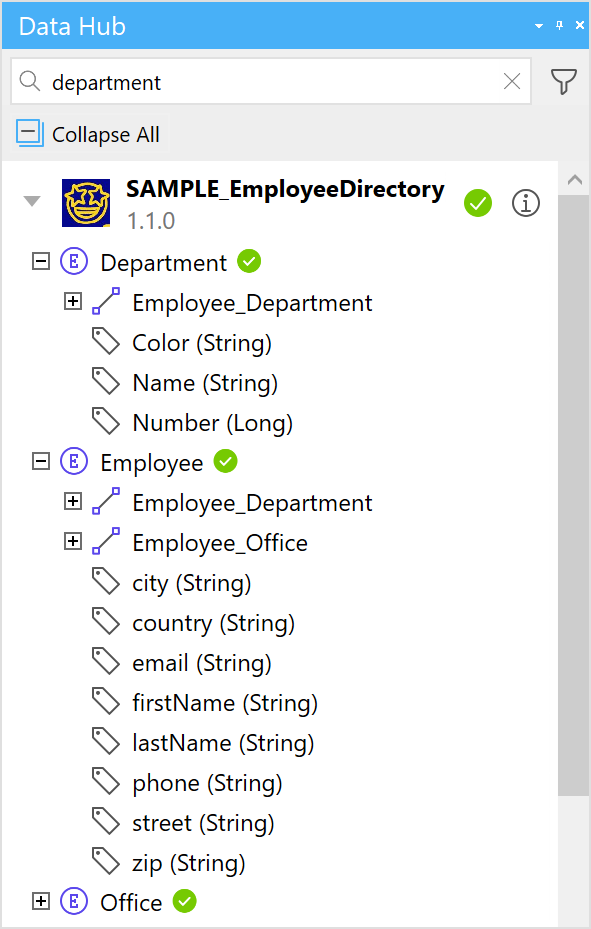 Data Hub
department
Collapse All
SAMPLE_EmployeeDirectory
1.1.0
E Department
Employee_Department
Color (String)
Name (String)
Number (Long)
E Employee
Employee_Department
Employee_Office
city (String)
country (String)
email (String)
firstName (String)
lastName (String)
phone (String)
street (String)
zip (String)
E Office